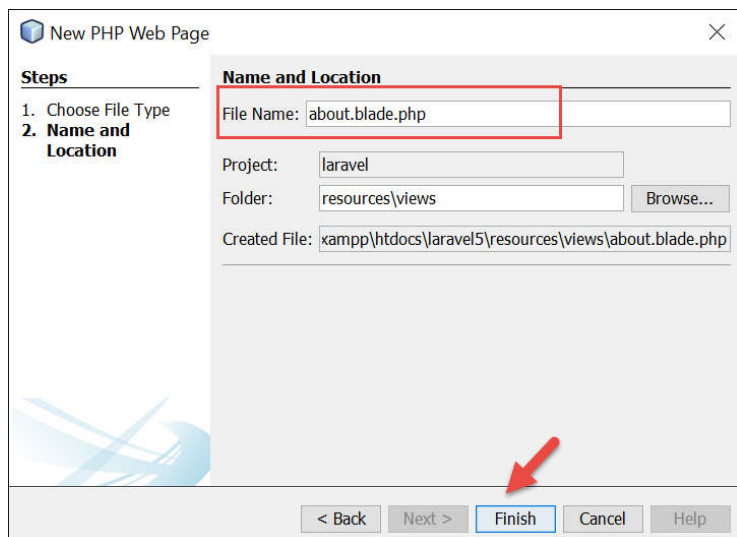 New PHP Web Page
Steps
1. Choose File Type
2. Name and
Location
Name and Location
File Name: about.blade.php
Project: laravel
Folder: resources\views Browse...
Created File: xampp\htdocs\laravel5\resources\views\about.blade.php
< Back Next > Finish Cancel Help